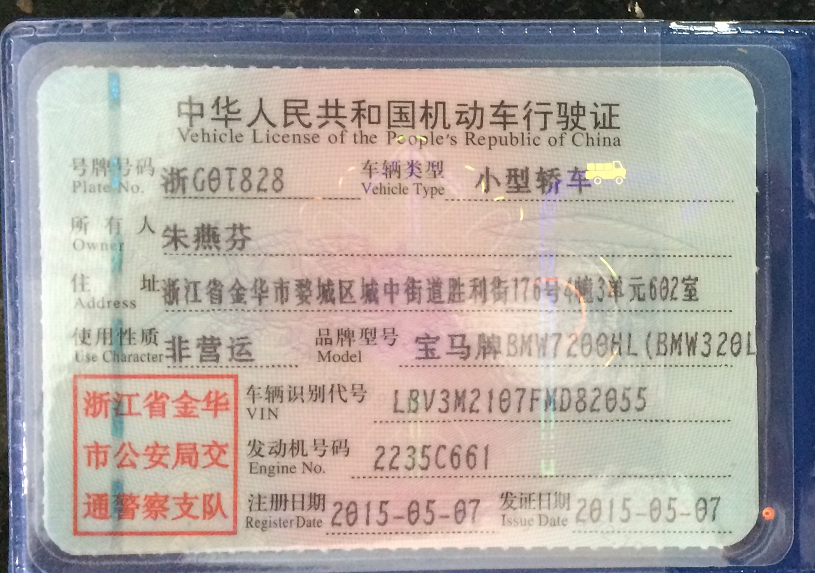 中华人民共和国机动车行驶证
Vehicle License of the People's Republic of China
号牌号码 浙G0T828 车辆类型 小型轿车
Plate No. Vehicle Type
所有人 朱燕芬
Owner
住址 浙江省金华市婺城区城中街道胜利街176号4幢3单元602室
Address
使用性质 非营运 品牌型号 宝马牌BMW7200HL(BMW320L
Use Character Model
浙江省金华
市公安局交
通警察支队
车辆识别代号 LBV3M2107FMD82055
VIN
发动机号码 2235C661
Engine No.
注册日期 2015-05-07 发证日期 2015-05-07
Register Date Issue Date